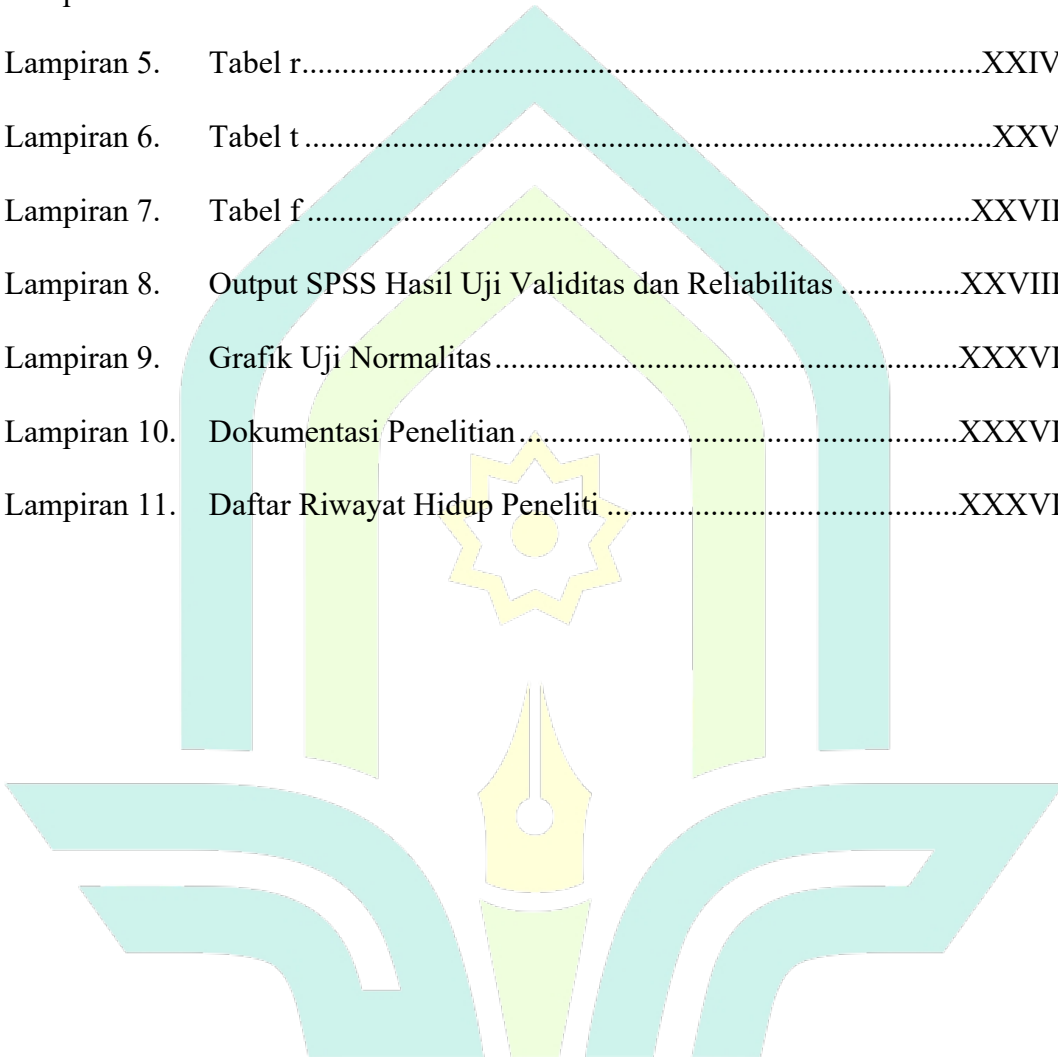 Lampiran 5. Tabel r....................................................................................XXIV
Lampiran 6. Tabel t .....................................................................................XXV
Lampiran 7. Tabel f ..................................................................................XXVII
Lampiran 8. Output SPSS Hasil Uji Validitas dan Reliabilitas ...............XXVIII
Lampiran 9. Grafik Uji Normalitas.........................................................XXXVI
Lampiran 10. Dokumentasi Penelitian .....................................................XXXVI
Lampiran 11. Daftar Riwayat Hidup Peneliti ...........................................XXXVI